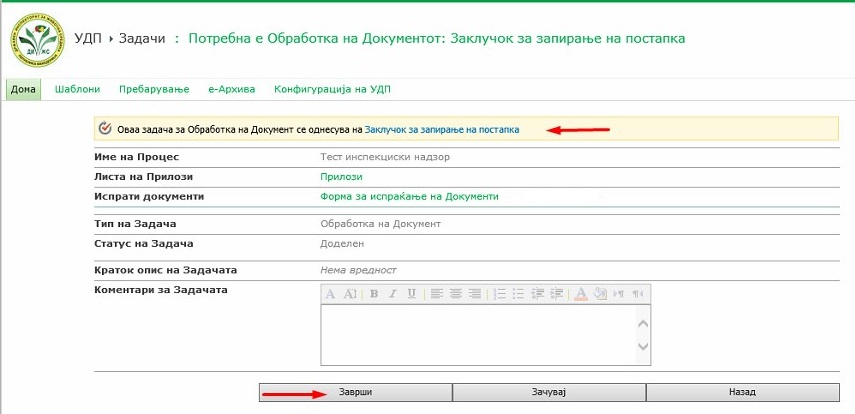 УДП ▸ Задачи : Потребна е Обработка на Документот: Заклучок за запирање на постапка
Дома Шаблони Пребарување е-Архива Конфигурација на УДП
Оваа задача за Обработка на Документ се однесува на Заклучок за запирање на постапка
Име на Процес Тест инспекциски надзор
Листа на Прилози Прилози
Испрати документи Форма за испраќање на Документи
Тип на Задача Обработка на Документ
Статус на Задача Доделен
Краток опис на Задачата Нема вредност
Коментари за Задачата A A B I U A
Заврши Зачувај Назад